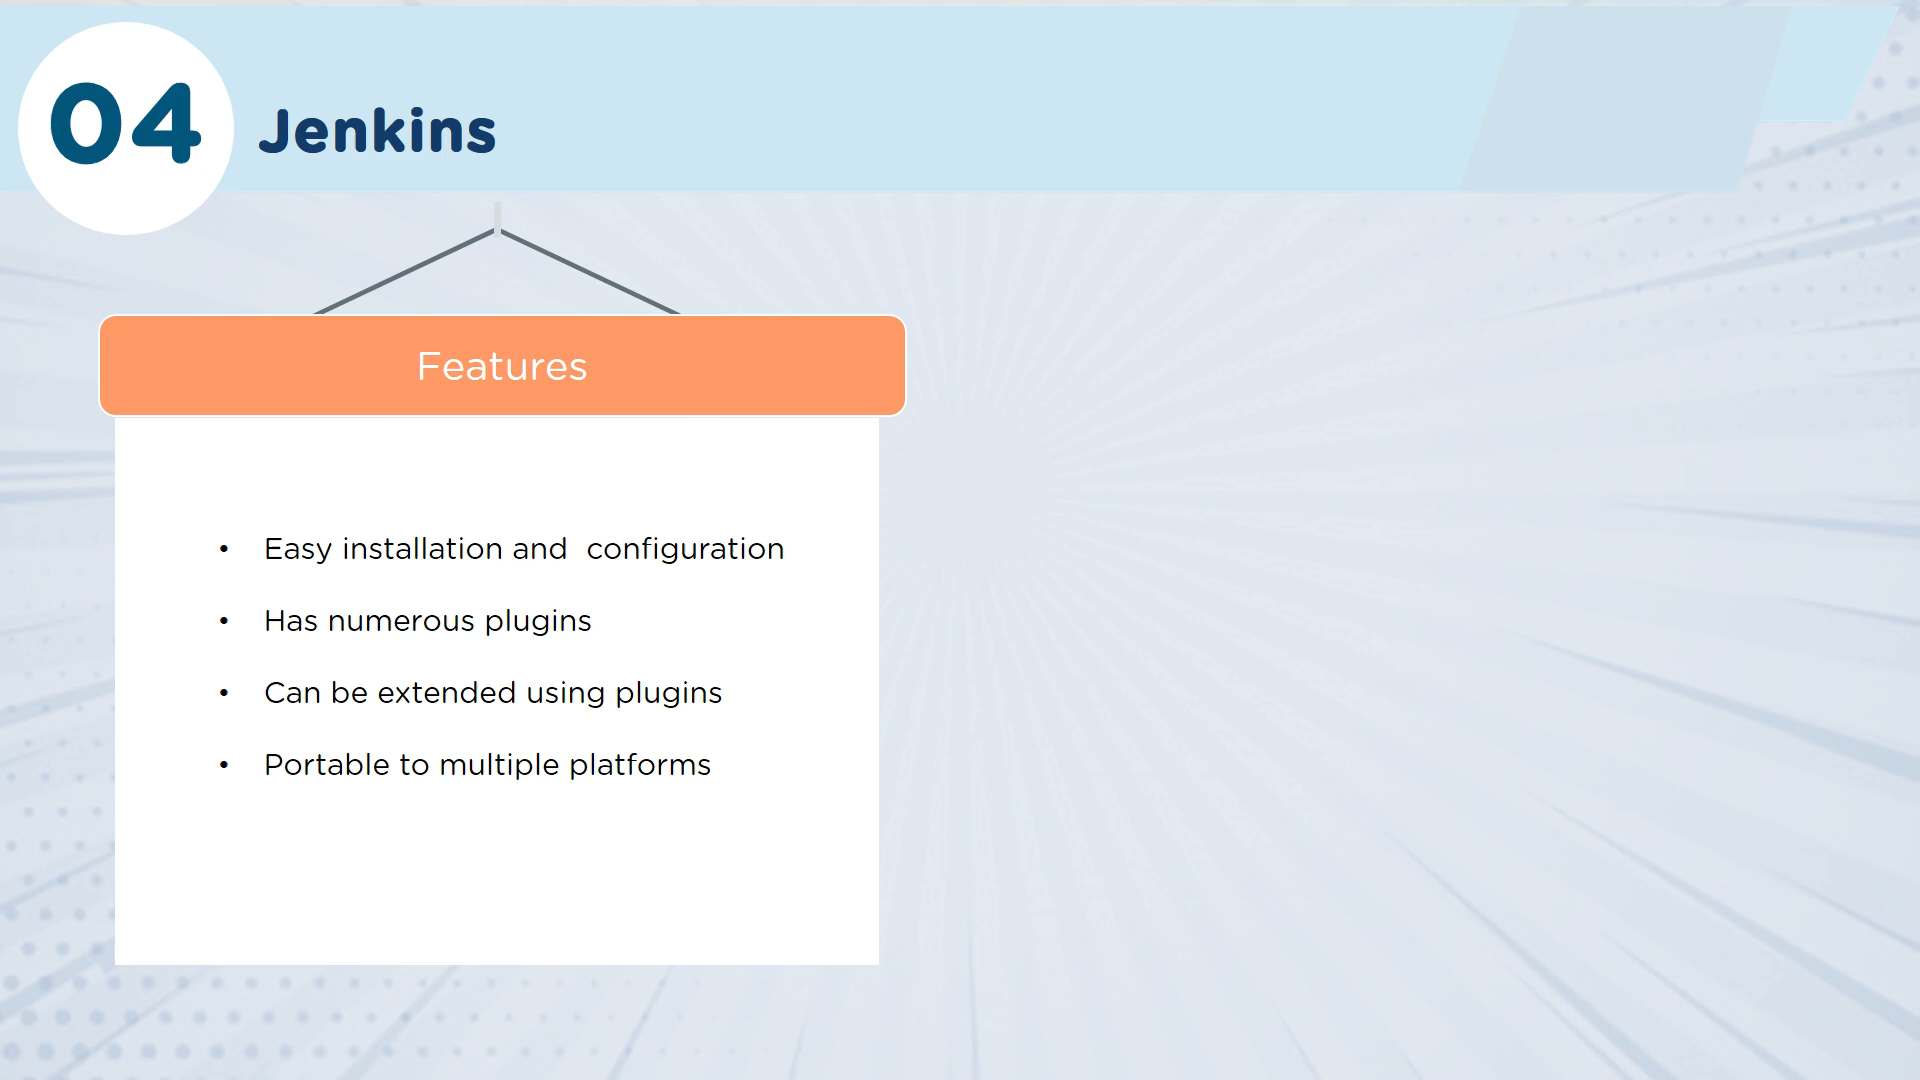 04
Jenkins
Features
• Easy installation and  configuration
• Has numerous plugins
• Can be extended using plugins
• Portable to multiple platforms